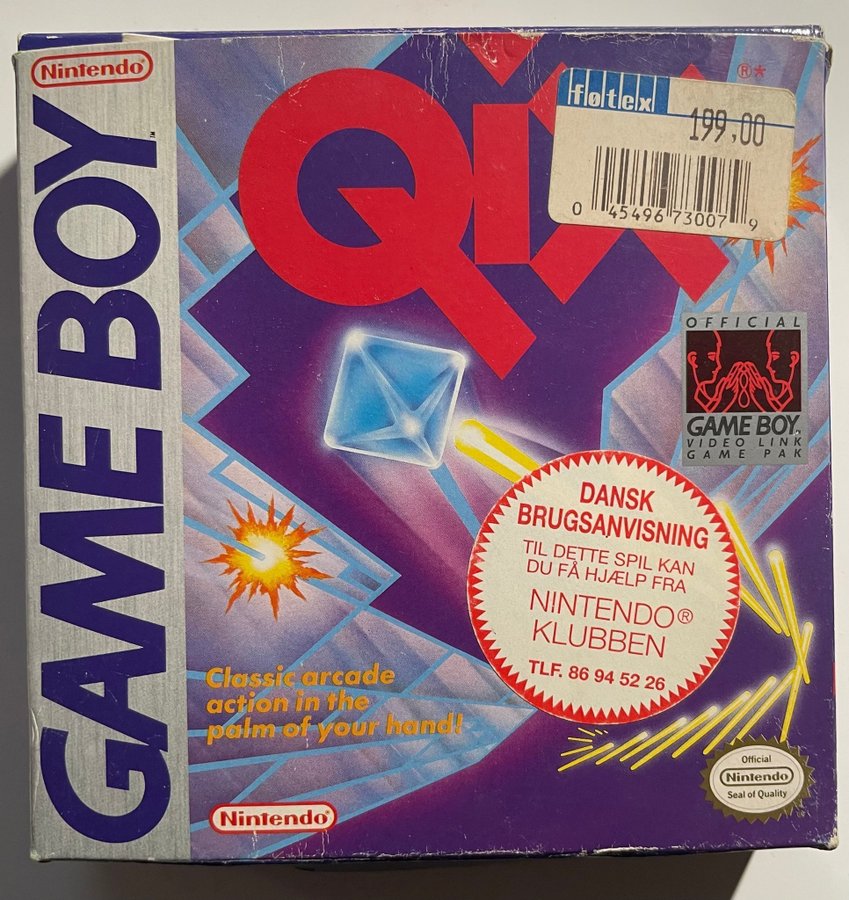 Nintendo®
GAME BOY™
Qix
®*
føtex
199,00
0 45496 73007 9
OFFICIAL
GAME BOY™
VIDEO LINK
GAME PAK
DANSK
BRUGSANVISNING
TIL DETTE SPIL KAN
DU FÅ HJÆLP FRA
NINTENDO®
KLUBBEN
TLF. 86 94 52 26
Classic arcade
action in the
palm of your hand!
Nintendo®
Official
Nintendo
Seal of Quality